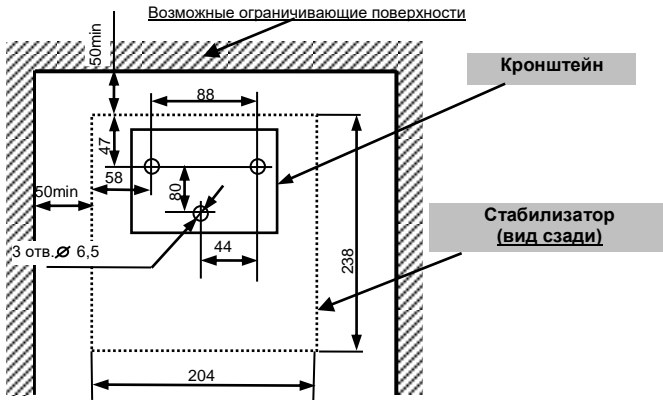 Возможные ограничивающие поверхности
50min
Кронштейн
88
47
58
80
50min
Стабилизатор
(вид сзади)
3 отв.⌀ 6,5
44
238
204